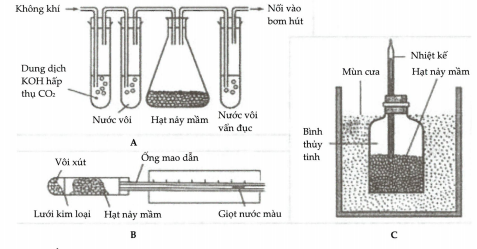 Không khí
Nối vào
bơm hút
Dung dịch
KOH hấp
thụ CO₂
Nước vôi
Hạt nảy mầm
Nước vôi
vẩn đục
A
Vôi xút
Ống mao dẫn
Lưới kim loại
Hạt nảy mầm
Giọt nước màu
B
Nhiệt kế
Mùn cưa
Hạt nảy mầm
Bình
thủy
tinh
C